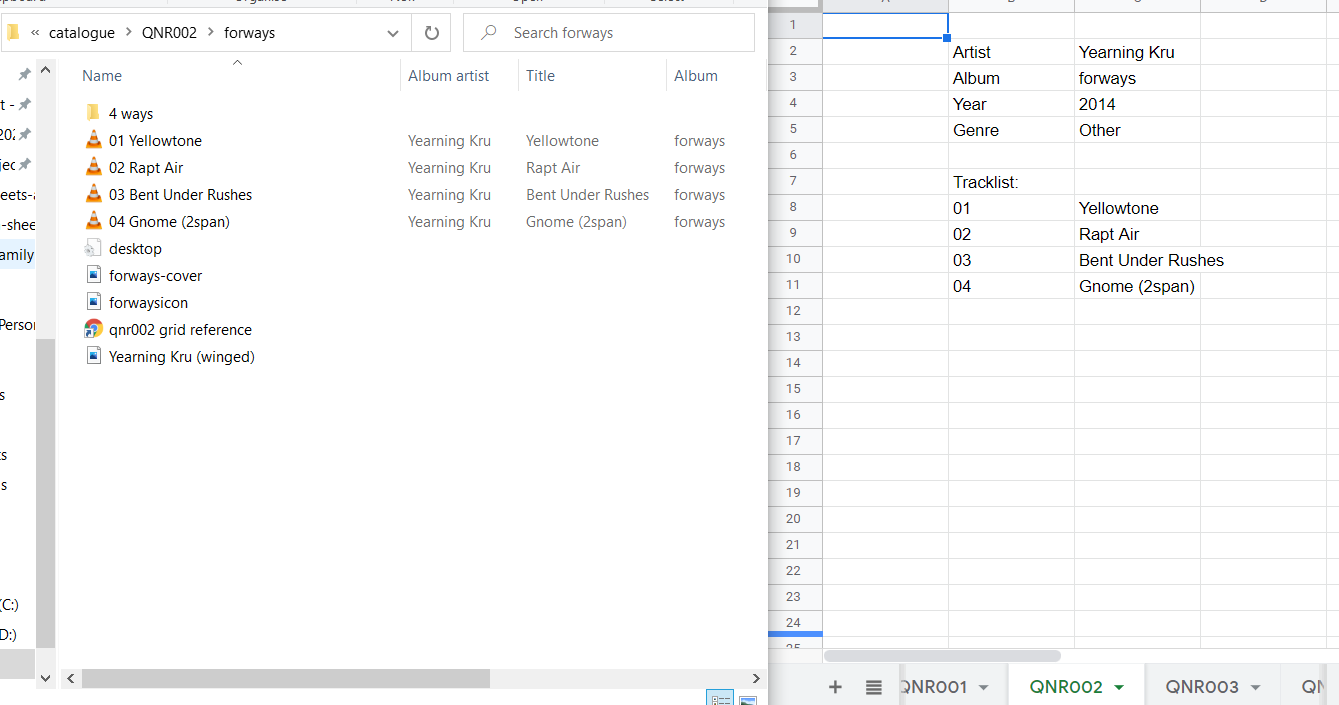 « catalogue > QNR002 > forways
Search forways
Name Album artist Title Album
4 ways
01 Yellowtone Yearning Kru Yellowtone forways
02 Rapt Air Yearning Kru Rapt Air forways
03 Bent Under Rushes Yearning Kru Bent Under Rushes forways
04 Gnome (2span) Yearning Kru Gnome (2span) forways
desktop
forways-cover
forwaysicon
qnr002 grid reference
Yearning Kru (winged)
t -
eets-a
-shee
amily
Person
s
ts
s
(C:)
D:)
1
2 Artist Yearning Kru
3 Album forways
4 Year 2014
5 Genre Other
6
7 Tracklist:
8 01 Yellowtone
9 02 Rapt Air
10 03 Bent Under Rushes
11 04 Gnome (2span)
12
13
14
15
16
17
18
19
20
21
22
23
24
+ QNR001 QNR002 QNR003